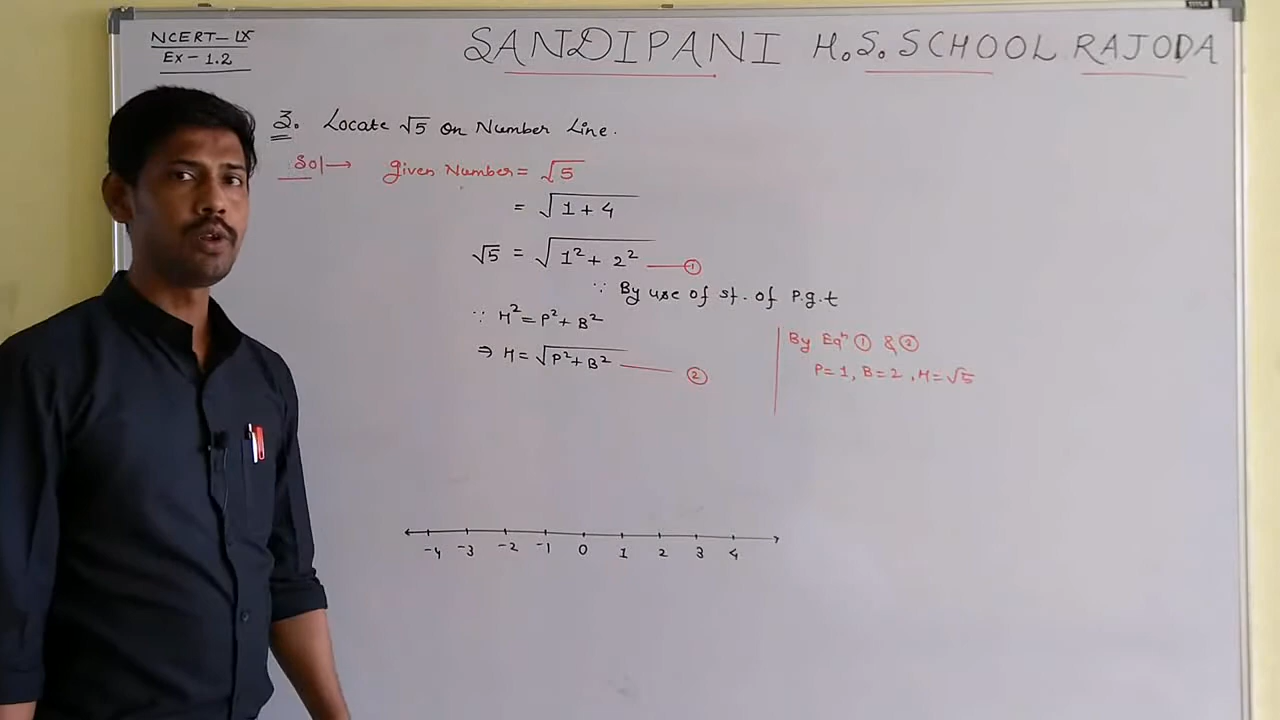 NCERT-IX
Ex-1.2
SANDIPANI H.S. SCHOOL RAJODA
3. Locate √5 on Number Line.
Sol→ given Number = √5
= √1+4
√5 = √1²+2² —①
∵ By use of st. of P.g.t
∵ H²=P²+B²
⇒ H=√P²+B² —②
By Eqⁿ ① & ②
P=1, B=2, H=√5
-4 -3 -2 -1 0 1 2 3 4